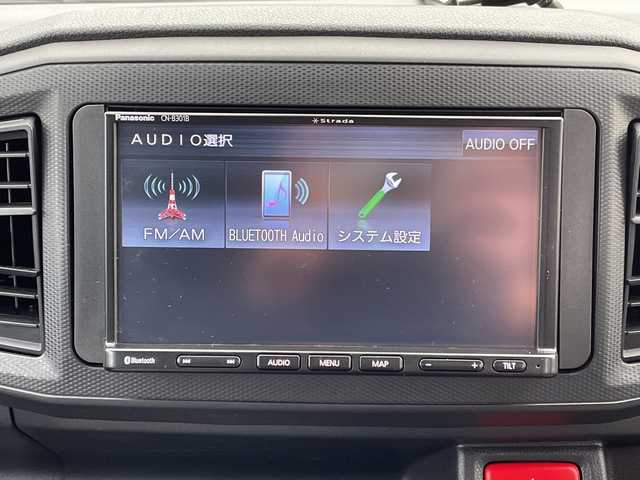 Panasonic CN-B301B Strada
AUDIO選択 AUDIO OFF
FM/AM BLUETOOTH Audio システム設定
Bluetooth AUDIO MENU MAP − + TILT